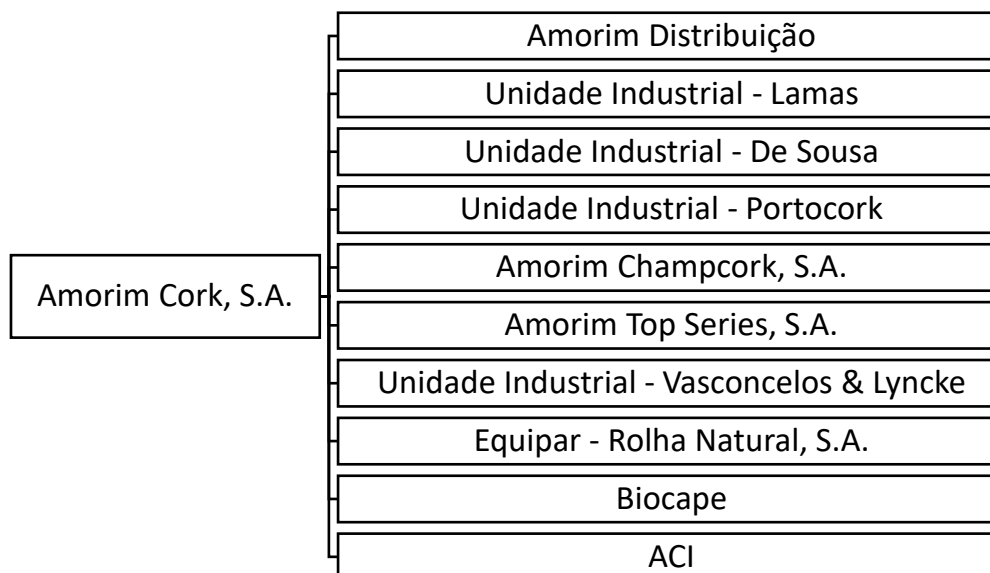 Amorim Cork, S.A.
Amorim Distribuição
Unidade Industrial - Lamas
Unidade Industrial - De Sousa
Unidade Industrial - Portocork
Amorim Champcork, S.A.
Amorim Top Series, S.A.
Unidade Industrial - Vasconcelos & Lyncke
Equipar - Rolha Natural, S.A.
Biocape
ACI